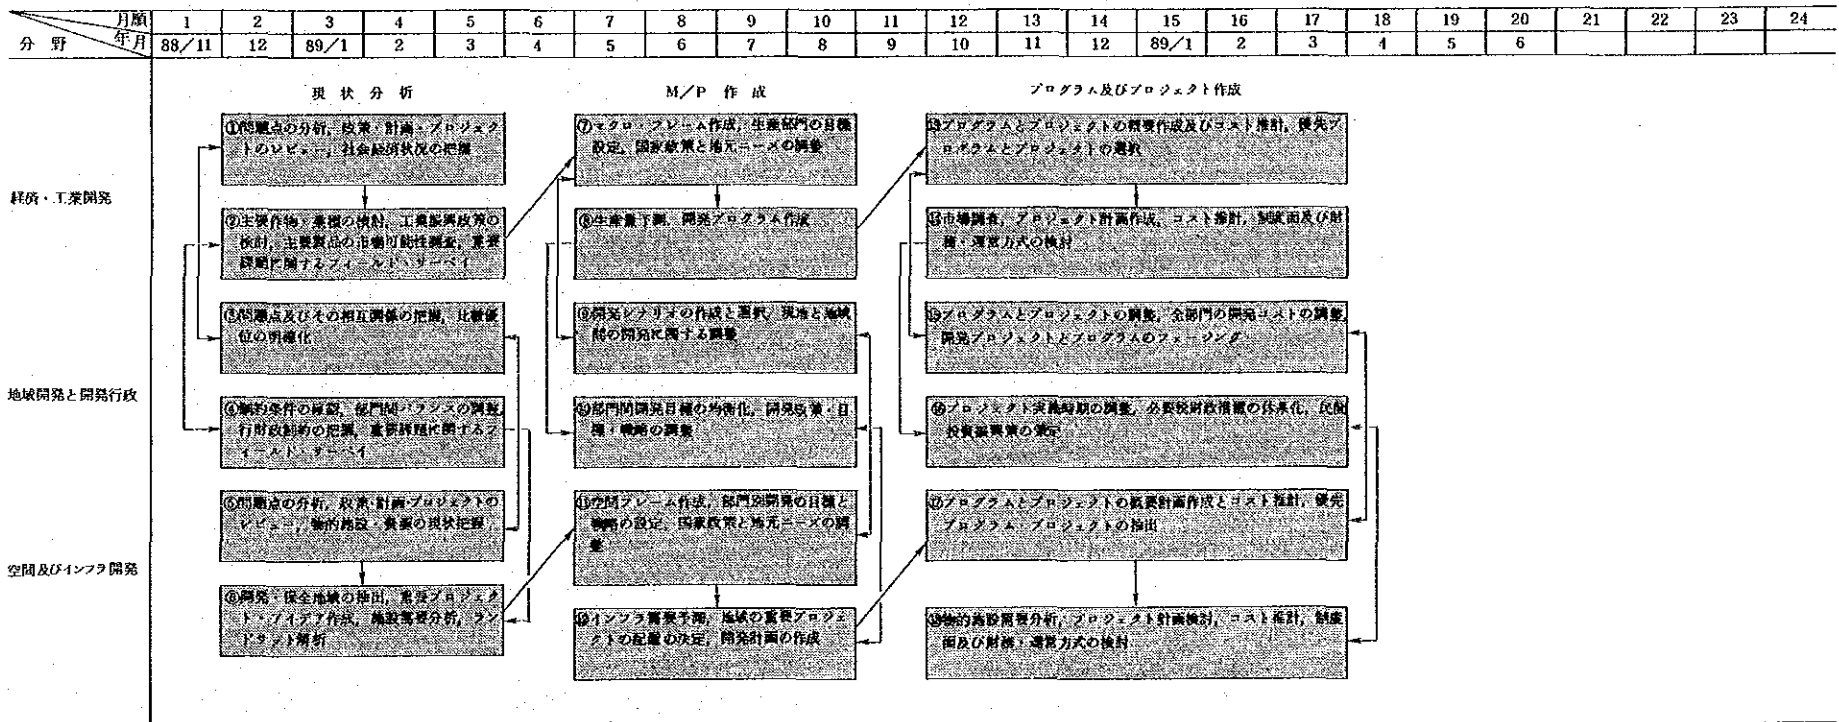 月順 1 2 3 4 5 6 7 8 9 10 11 12 13 14 15 16 17 18 19 20 21 22 23 24
分野 年月 88/11 12 89/1 2 3 4 5 6 7 8 9 10 11 12 89/1 2 3 4 5 6
現状分析
M/P 作成
プログラム及びプロジェクト作成
経済・工業開発
地域開発と開発行政
空間及びインフラ開発
①問題点の分析, 政策・計画・プロジェク
トのレビュー, 社会経済状況の把握
②主要作物・業種の検討, 工業振興政策の
検討, 主要製品の市場可能性調査, 重要
課題に関するフィールド・サーベイ
③問題点及びその相互関係の把握, 比較優
位の明確化
④制約条件の確認, 部門間バランスの調整,
行財政制約の把握, 重要課題に関するフ
ィールド・サーベイ
⑤問題点の分析, 政策・計画・プロジェクトの
レビュー, 物的施設・資源の現状把握
⑥開発・保全地域の抽出, 重要プロジェク
ト・アイデア作成, 施設需要分析, ラン
ドサット解析
⑦マクロ・フレーム作成, 生産部門の目標
設定, 国家政策と地元ニーズの調整
⑧生産量予測, 開発プログラム作成
⑨開発シナリオの作成と選択, 現地と地域
間の開発に関する調整
⑩部門間開発目標の均衡化, 開発政策・目
標・戦略の調整
⑪空間フレーム作成, 部門別開発の目標と
戦略の設定, 国家政策と地元ニーズの調
整
⑫インフラ需要予測, 地域の重要プロジェ
クトの配置の決定, 開発計画の作成
⑬プログラムとプロジェクトの概要作成及びコスト推計, 優先プ
ログラムとプロジェクトの選択
⑭市場調査, プロジェクト計画作成, コスト推計, 制度面及び財
務・運営方式の検討
⑮プログラムとプロジェクトの調整, 全部門の開発コストの調整,
開発プロジェクトとプログラムのフェージング
⑯プロジェクト実施時期の調整, 必要税財政措置の体系化, 民間
投資振興策の策定
⑰プログラムとプロジェクトの概要計画作成とコスト推計, 優先
プログラム・プロジェクトの抽出
⑱物的施設需要分析, プロジェクト計画検討, コスト推計, 制度
面及び財務・運営方式の検討